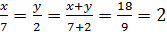 x/7 = y/2 = (x+y)/(7+2) = 18/9 = 2